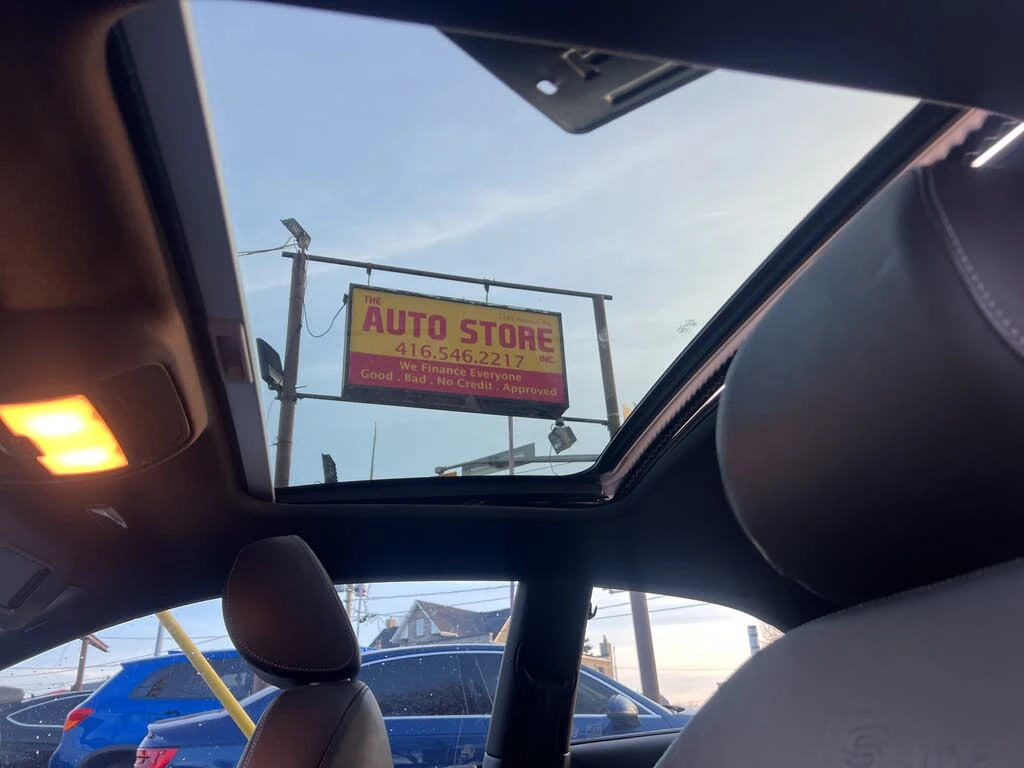 THE
AUTO STORE
INC.
416.546.2217
We Finance Everyone
Good . Bad . No Credit . Approved